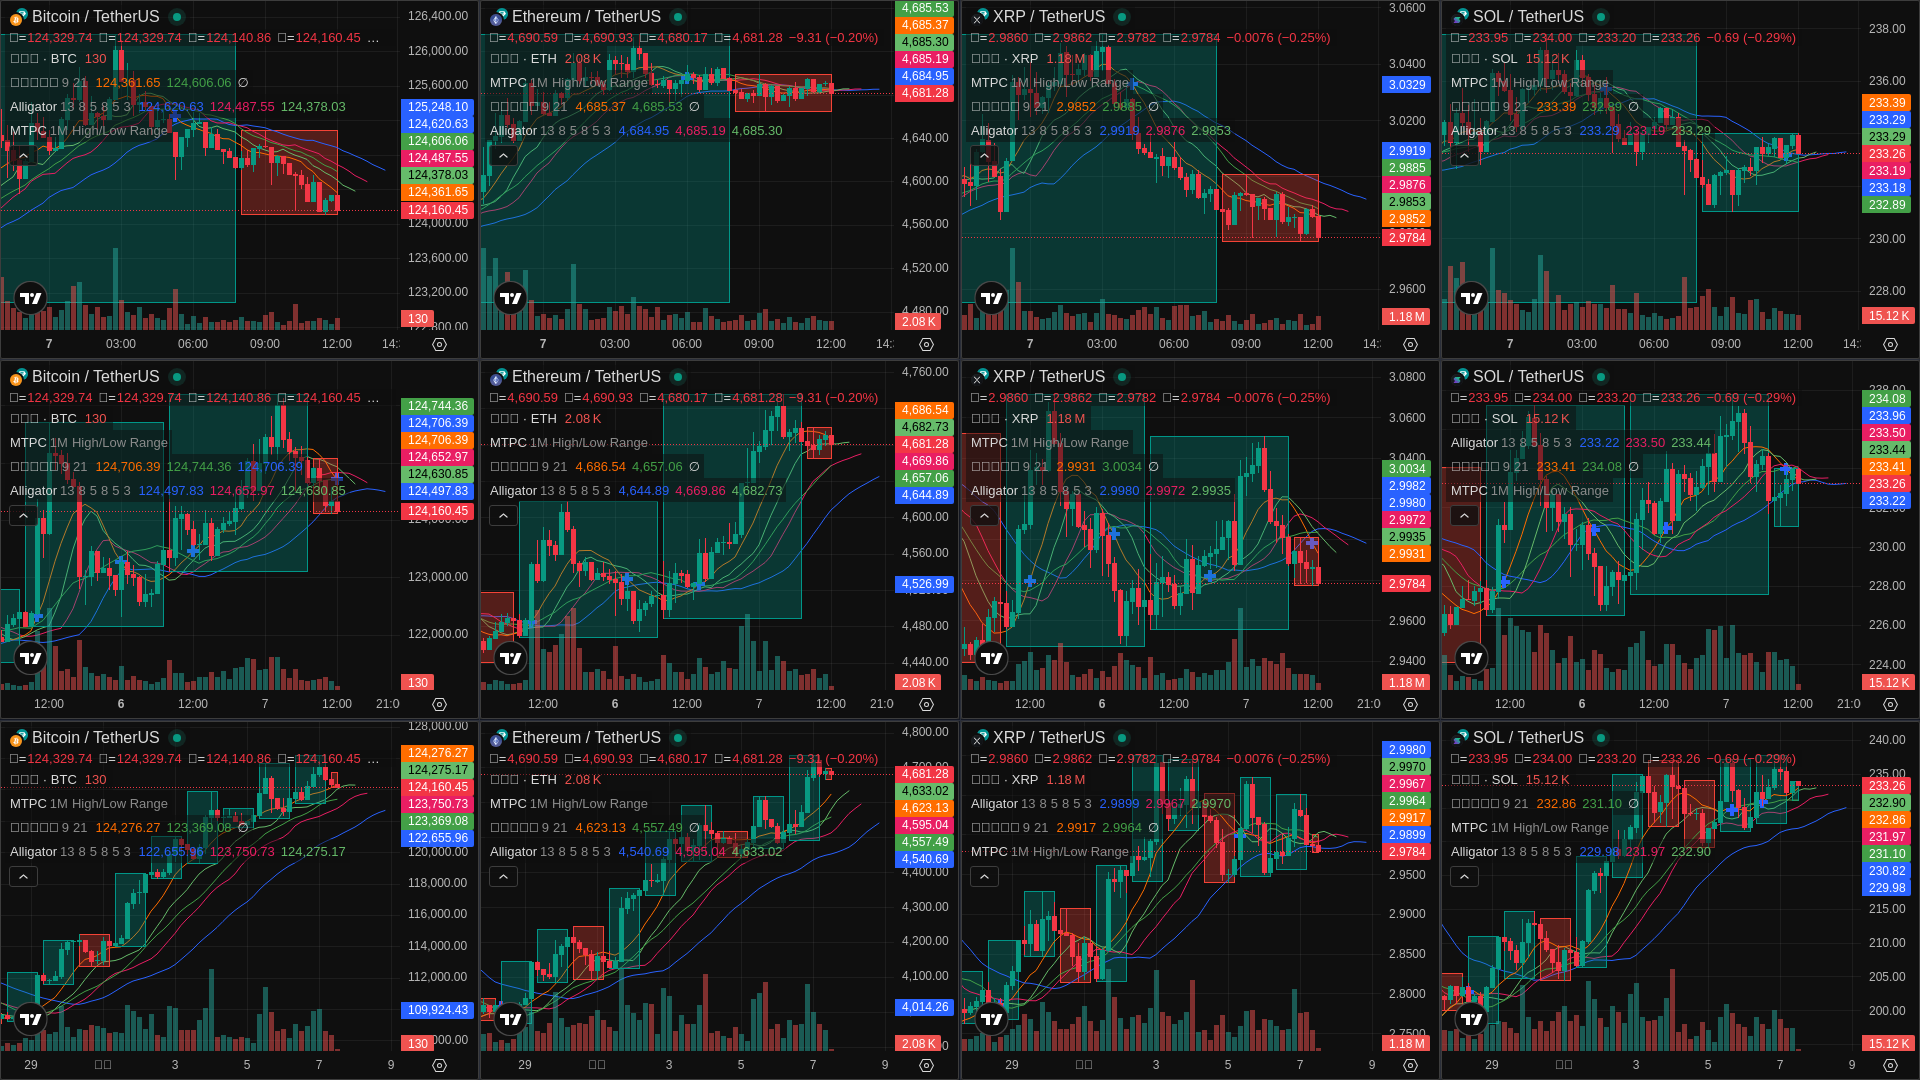 Bitcoin / TetherUS
=124,329.74 =124,329.74 =124,140.86 =124,160.45 ...
· BTC 130
9 21 124,361.65 124,606.06 ∅
Alligator 13 8 5 8 5 3 124,620.63 124,487.55 124,378.03
MTPC 1M High/Low Range
126,400.00
126,000.00
125,600.00
125,248.10
124,620.63
124,606.06
124,487.55
124,378.03
124,361.65
124,160.45
124,000.00
123,600.00
123,200.00
130
7 03:00 06:00 09:00 12:00
Ethereum / TetherUS
=4,690.59 =4,690.93 =4,680.17 =4,681.28 −9.31 (−0.20%)
· ETH 2.08 K
MTPC 1M High/Low Range
9 21 4,685.37 4,685.53 ∅
Alligator 13 8 5 8 5 3 4,684.95 4,685.19 4,685.30
4,685.53
4,685.37
4,685.30
4,685.19
4,684.95
4,681.28
4,640.00
4,600.00
4,560.00
4,520.00
4,480.00
2.08 K
7 03:00 06:00 09:00 12:00
XRP / TetherUS
=2.9860 =2.9862 =2.9782 =2.9784 −0.0076 (−0.25%)
· XRP 1.18 M
MTPC 1M High/Low Range
9 21 2.9852 2.9885 ∅
Alligator 13 8 5 8 5 3 2.9919 2.9876 2.9853
3.0600
3.0400
3.0329
3.0200
2.9919
2.9885
2.9876
2.9853
2.9852
2.9784
2.9600
1.18 M
7 03:00 06:00 09:00 12:00
SOL / TetherUS
=233.95 =234.00 =233.20 =233.26 −0.69 (−0.29%)
· SOL 15.12 K
MTPC 1M High/Low Range
9 21 233.39 232.89 ∅
Alligator 13 8 5 8 5 3 233.29 233.19 233.29
238.00
236.00
233.39
233.29
233.29
233.26
233.19
233.18
232.89
230.00
228.00
15.12 K
7 03:00 06:00 09:00 12:00
Bitcoin / TetherUS
=124,329.74 =124,329.74 =124,140.86 =124,160.45 ...
· BTC 130
MTPC 1M High/Low Range
9 21 124,706.39 124,744.36 124,706.39
Alligator 13 8 5 8 5 3 124,497.83 124,652.97 124,630.85
124,744.36
124,706.39
124,706.39
124,652.97
124,630.85
124,497.83
124,160.45
124,000.00
123,000.00
122,000.00
130
12:00 6 12:00 7 12:00 21:0
Ethereum / TetherUS
=4,690.59 =4,690.93 =4,680.17 =4,681.28 −9.31 (−0.20%)
· ETH 2.08 K
MTPC 1M High/Low Range
9 21 4,686.54 4,657.06 ∅
Alligator 13 8 5 8 5 3 4,644.89 4,669.86 4,682.73
4,760.00
4,686.54
4,682.73
4,681.28
4,669.86
4,657.06
4,644.89
4,600.00
4,560.00
4,526.99
4,480.00
4,440.00
2.08 K
12:00 6 12:00 7 12:00 21:0
XRP / TetherUS
=2.9860 =2.9862 =2.9782 =2.9784 −0.0076 (−0.25%)
· XRP 1.18 M
MTPC 1M High/Low Range
9 21 2.9931 3.0034 ∅
Alligator 13 8 5 8 5 3 2.9980 2.9972 2.9935
3.0800
3.0600
3.0400
3.0034
2.9982
2.9980
2.9972
2.9935
2.9931
2.9784
2.9600
2.9400
1.18 M
12:00 6 12:00 7 12:00 21:0
SOL / TetherUS
=233.95 =234.00 =233.20 =233.26 −0.69 (−0.29%)
· SOL 15.12 K
Alligator 13 8 5 8 5 3 233.22 233.50 233.44
9 21 233.41 234.08 ∅
MTPC 1M High/Low Range
238.00
234.08
233.96
233.50
233.44
233.41
233.26
233.22
232.00
230.00
228.00
226.00
224.00
15.12 K
12:00 6 12:00 7 12:00 21:0
Bitcoin / TetherUS
=124,329.74 =124,329.74 =124,140.86 =124,160.45 ...
· BTC 130
MTPC 1M High/Low Range
9 21 124,276.27 123,369.08 ∅
Alligator 13 8 5 8 5 3 122,655.96 123,750.73 124,275.17
128,000.00
124,276.27
124,275.17
124,160.45
123,750.73
123,369.08
122,655.96
120,000.00
118,000.00
116,000.00
114,000.00
112,000.00
109,924.43
130
29 3 5 7 9
Ethereum / TetherUS
=4,690.59 =4,690.93 =4,680.17 =4,681.28 −9.31 (−0.20%)
· ETH 2.08 K
MTPC 1M High/Low Range
9 21 4,623.13 4,557.49 ∅
Alligator 13 8 5 8 5 3 4,540.69 4,595.04 4,633.02
4,800.00
4,700.00
4,681.28
4,633.02
4,623.13
4,595.04
4,557.49
4,540.69
4,400.00
4,300.00
4,200.00
4,100.00
4,014.26
2.08 K
29 3 5 7 9
XRP / TetherUS
=2.9860 =2.9862 =2.9782 =2.9784 −0.0076 (−0.25%)
· XRP 1.18 M
Alligator 13 8 5 8 5 3 2.9899 2.9967 2.9970
9 21 2.9917 2.9964 ∅
MTPC 1M High/Low Range
2.9980
2.9970
2.9967
2.9964
2.9917
2.9899
2.9784
2.9500
2.9000
2.8500
2.8000
2.7500
1.18 M
29 3 5 7 9
SOL / TetherUS
=233.95 =234.00 =233.20 =233.26 −0.69 (−0.29%)
· SOL 15.12 K
9 21 232.86 231.10 ∅
MTPC 1M High/Low Range
Alligator 13 8 5 8 5 3 229.98 231.97 232.90
240.00
235.00
233.26
232.90
232.86
231.97
231.10
230.82
229.98
215.00
210.00
205.00
200.00
15.12 K
29 3 5 7 9